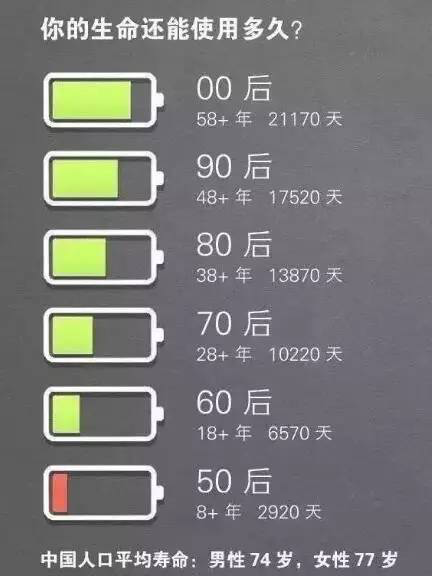 你的生命还能使用多久?
00 后
58+ 年 21170 天
90 后
48+ 年 17520 天
80 后
38+ 年 13870 天
70 后
28+ 年 10220 天
60 后
18+ 年 6570 天
50 后
8+ 年 2920 天
中国人口平均寿命：男性 74 岁，女性 77 岁